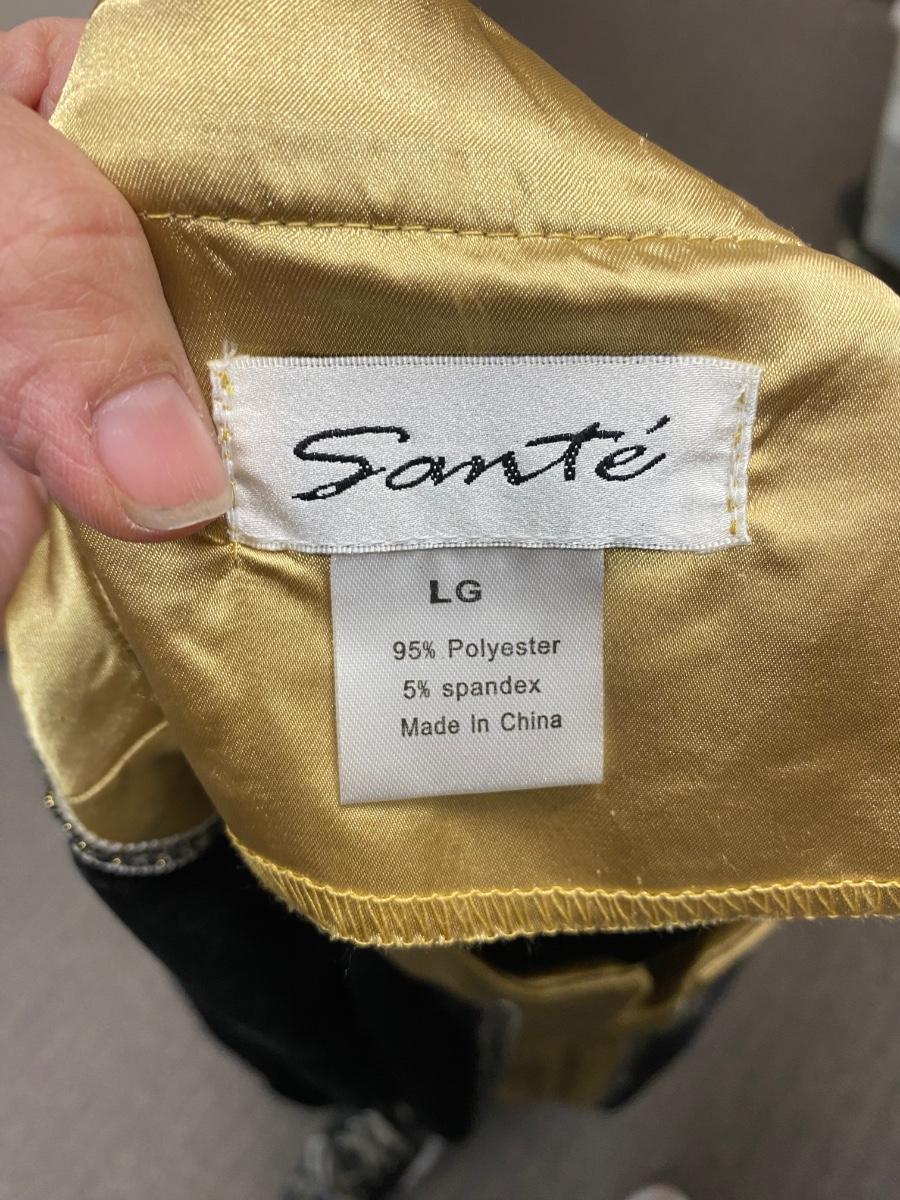 Santé
LG
95% Polyester
5% spandex
Made In China